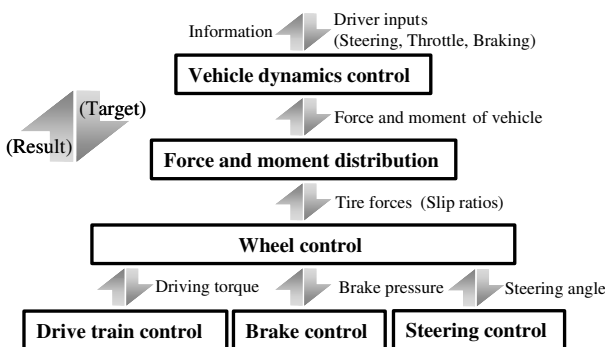 Information
Driver inputs
(Steering, Throttle, Braking)
Vehicle dynamics control
(Target)
(Result)
Force and moment of vehicle
Force and moment distribution
Tire forces (Slip ratios)
Wheel control
Driving torque
Brake pressure
Steering angle
Drive train control
Brake control
Steering control